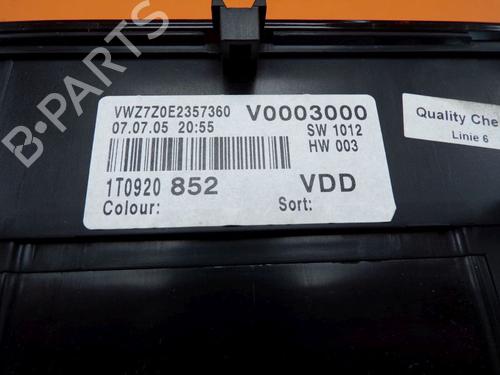 VWZ7Z0E2357360 V0003000
07.07.05 20:55 SW 1012
HW 003
1T0920 852 VDD
Colour: Sort:
Quality Che
Linie 6
B-PARTS